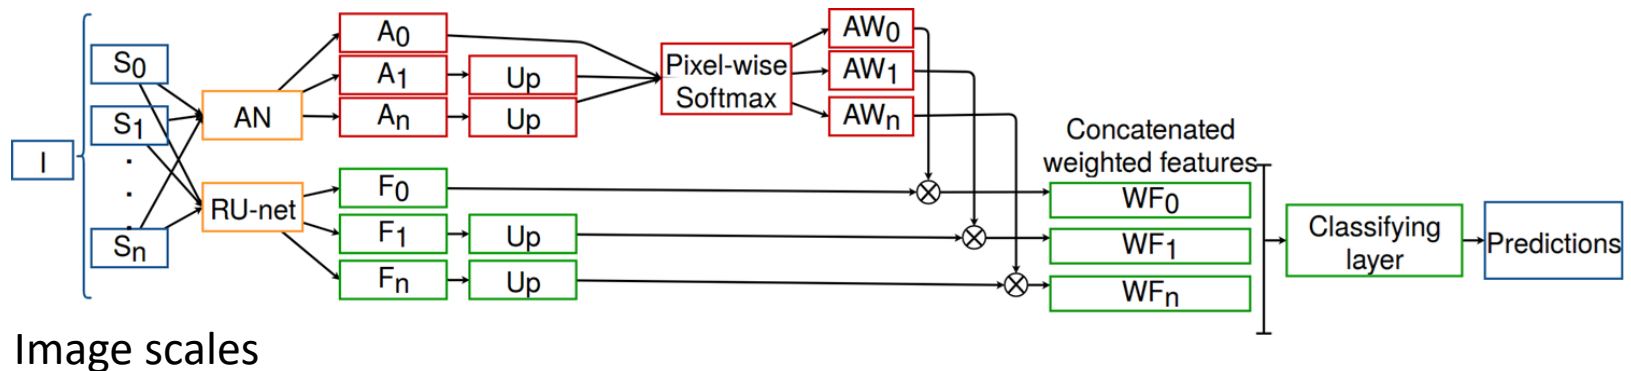 I
S0
S1
.
.
.
Sn
AN
RU-net
A0
A1
An
Up
Up
F0
F1
Fn
Up
Up
Pixel-wise
Softmax
AW0
AW1
AWn
Concatenated
weighted features
WF0
WF1
WFn
Classifying
layer
Predictions
Image scales